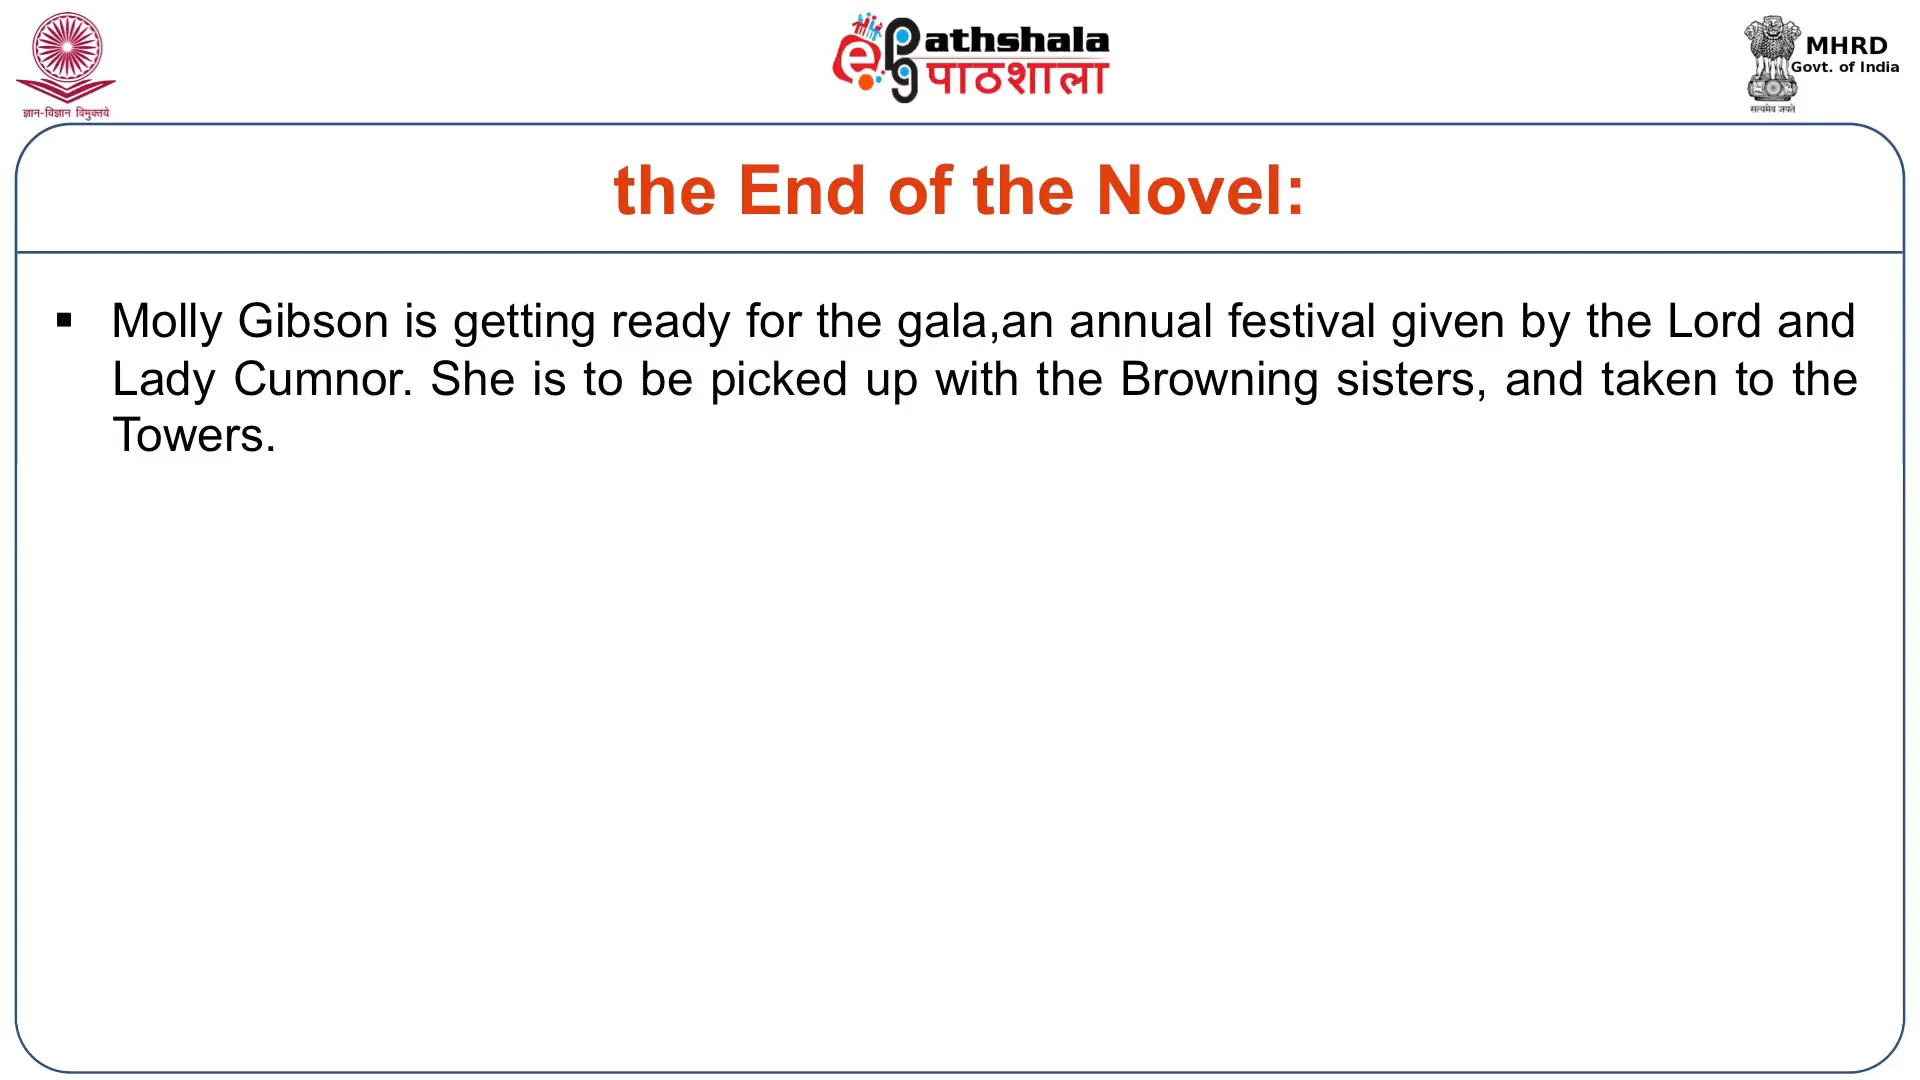 ज्ञान-विज्ञान विमुक्तये
ePathshala
पाठशाला
MHRD
Govt. of India
सत्यमेव जयते
the End of the Novel:
▪ Molly Gibson is getting ready for the gala,an annual festival given by the Lord and
Lady Cumnor. She is to be picked up with the Browning sisters, and taken to the
Towers.